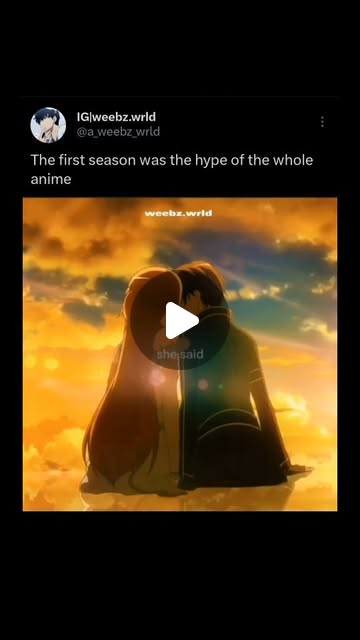 IG|weebz.wrld
@a_weebz_wrld
The first season was the hype of the whole
anime
weebz.wrld
she said